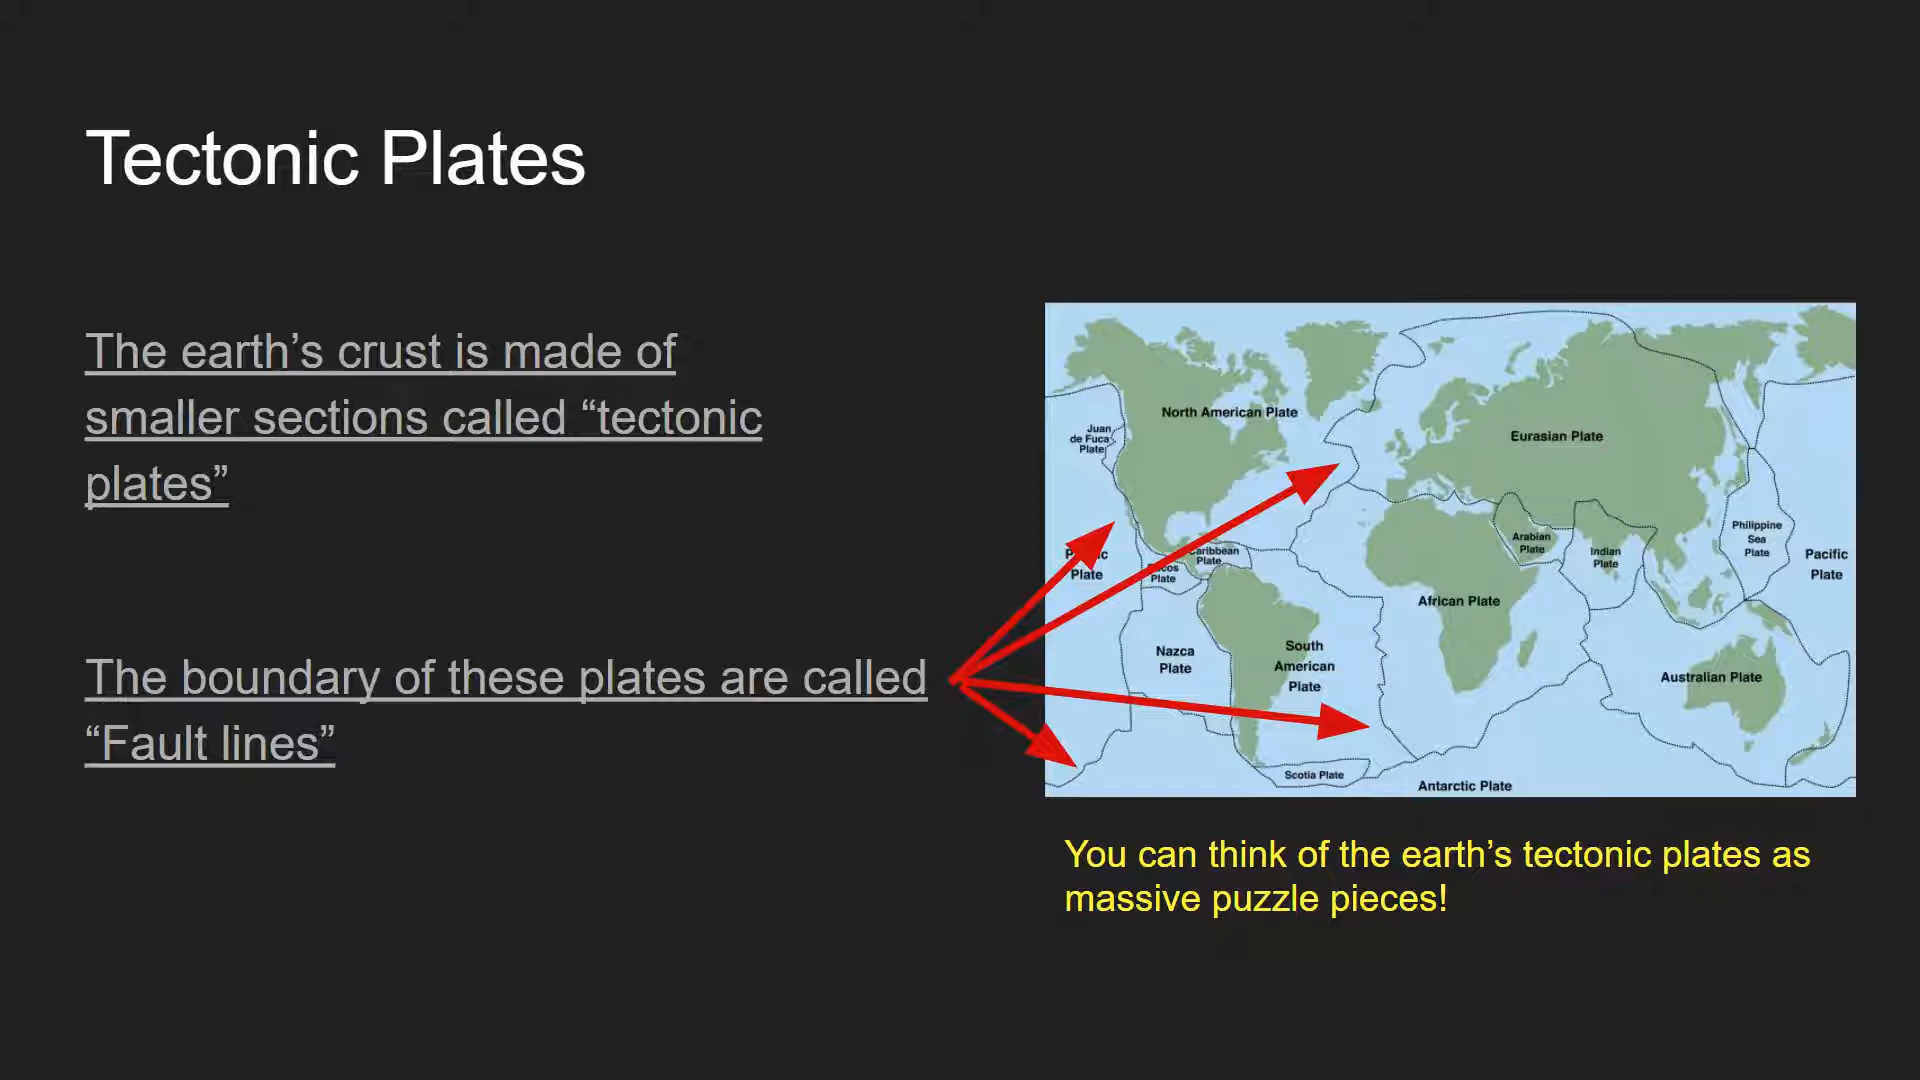 Tectonic Plates
The earth’s crust is made of
smaller sections called “tectonic
plates”
The boundary of these plates are called
“Fault lines”
North American Plate
Juan
de Fuca
Plate
Eurasian Plate
Philippine
Sea
Plate
Arabian
Plate
Indian
Plate
Caribbean
Plate
Plate
Plate
Pacific
Plate
African Plate
Nazca
Plate
South
American
Plate
Australian Plate
Scotia Plate
Antarctic Plate
You can think of the earth’s tectonic plates as
massive puzzle pieces!